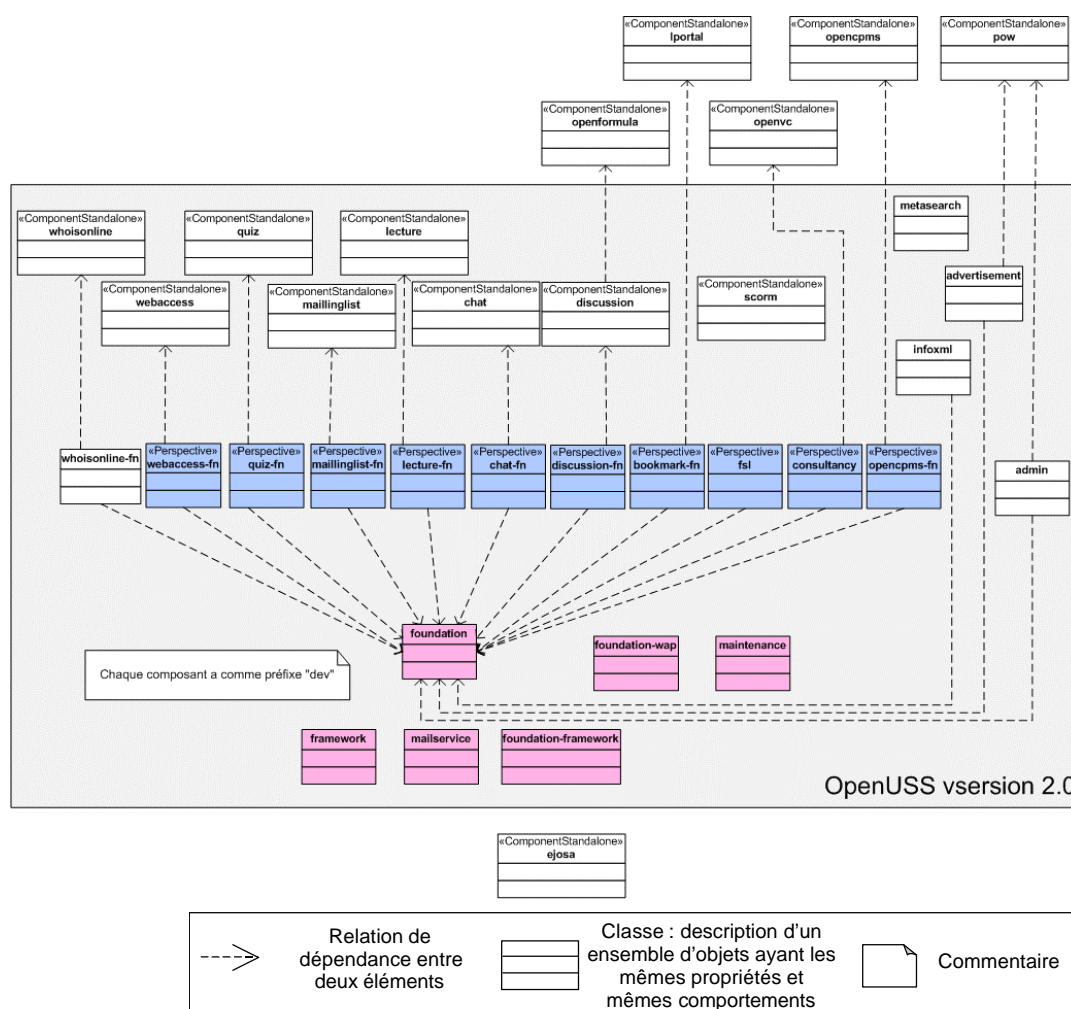 «ComponentStandalone»
lportal
«ComponentStandalone»
opencpms
«ComponentStandalone»
pow
«ComponentStandalone»
openformula
«ComponentStandalone»
openvc
«ComponentStandalone»
whoisonline
«ComponentStandalone»
quiz
«ComponentStandalone»
lecture
metasearch
«ComponentStandalone»
webaccess
«ComponentStandalone»
maillinglist
«ComponentStandalone»
chat
«ComponentStandalone»
discussion
«ComponentStandalone»
scorm
advertisement
infoxml
whoisonline-fn
«Perspective»
webaccess-fn
«Perspective»
quiz-fn
«Perspective»
maillinglist-fn
«Perspective»
lecture-fn
«Perspective»
chat-fn
«Perspective»
discussion-fn
«Perspective»
bookmark-fn
«Perspective»
fsl
«Perspective»
consultancy
«Perspective»
opencpms-fn
admin
foundation
foundation-wap
maintenance
Chaque composant a comme préfixe "dev"
framework
mailservice
foundation-framework
OpenUSS vsersion 2.0
«ComponentStandalone»
ejosa
Relation de
dépendance entre
deux éléments
Classe : description d'un
ensemble d'objets ayant les
mêmes propriétés et
mêmes comportements
Commentaire